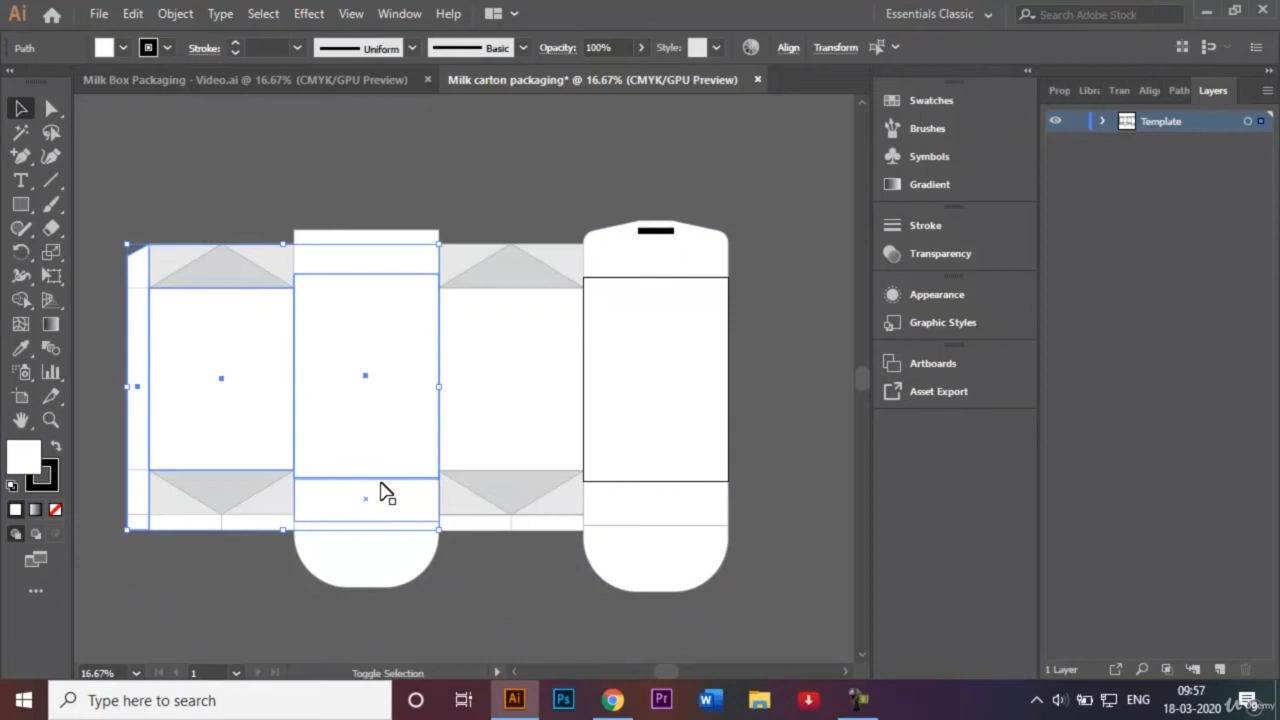 Ai File Edit Object Type Select Effect View Window Help Essentials Classic Search Adobe Stock
Path Stroke: Uniform Basic Opacity: 100% Style: Align Transform
Milk Box Packaging - Video.ai @ 16.67% (CMYK/GPU Preview) × Milk carton packaging* @ 16.67% (CMYK/GPU Preview) ×
Prop Libra Tran Align Path Layers
Swatches
Brushes
Symbols
Gradient
Stroke
Transparency
Appearance
Graphic Styles
Artboards
Asset Export
Template
16.67% 1 Toggle Selection
1 Layer
Type here to search
Ai Ps Pr W ENG
09:57
18-03-2020